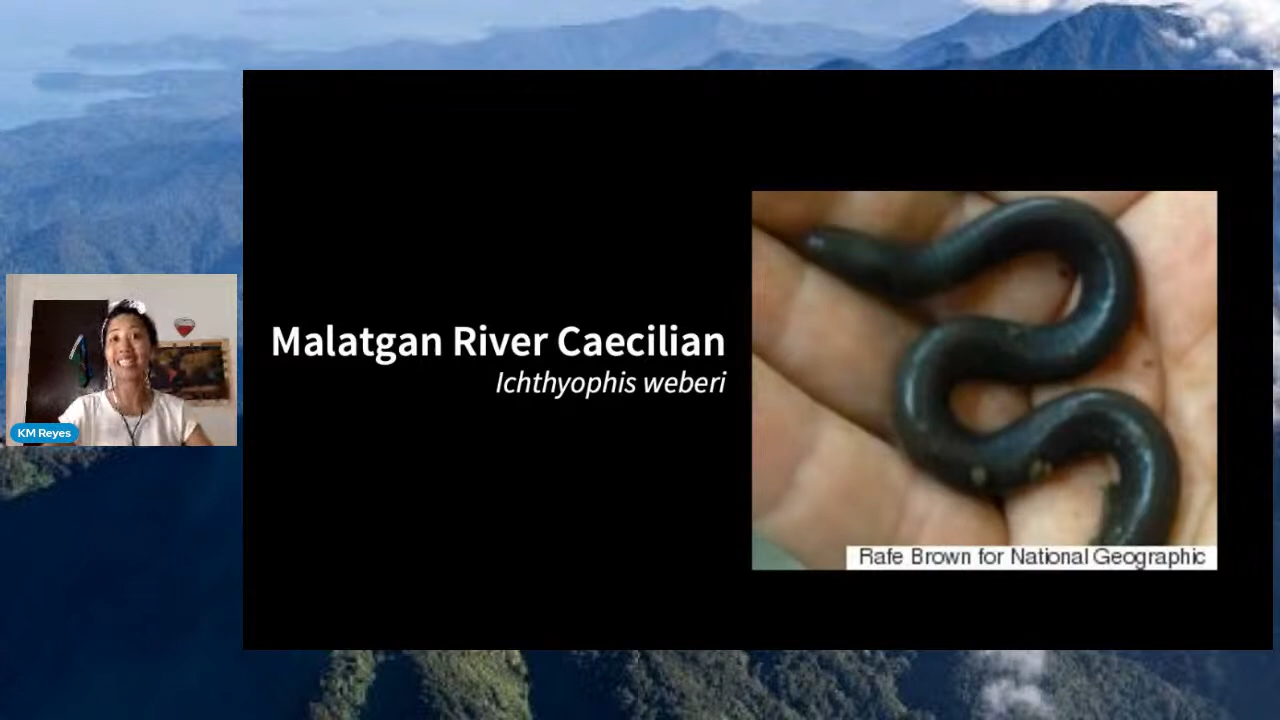 Malatgan River Caecilian
Ichthyophis weberi
KM Reyes
Rafe Brown for National Geographic